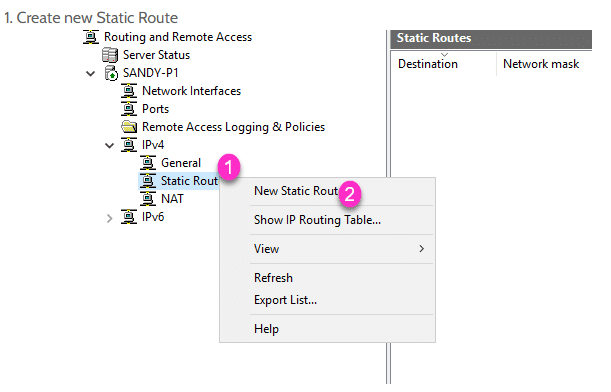 1. Create new Static Route
Routing and Remote Access
Server Status
SANDY-P1
Network Interfaces
Ports
Remote Access Logging & Policies
IPv4
General
1
Static Rout
NAT
IPv6
New Static Rout
2
Show IP Routing Table...
View
Refresh
Export List...
Help
Static Routes
Destination Network mask